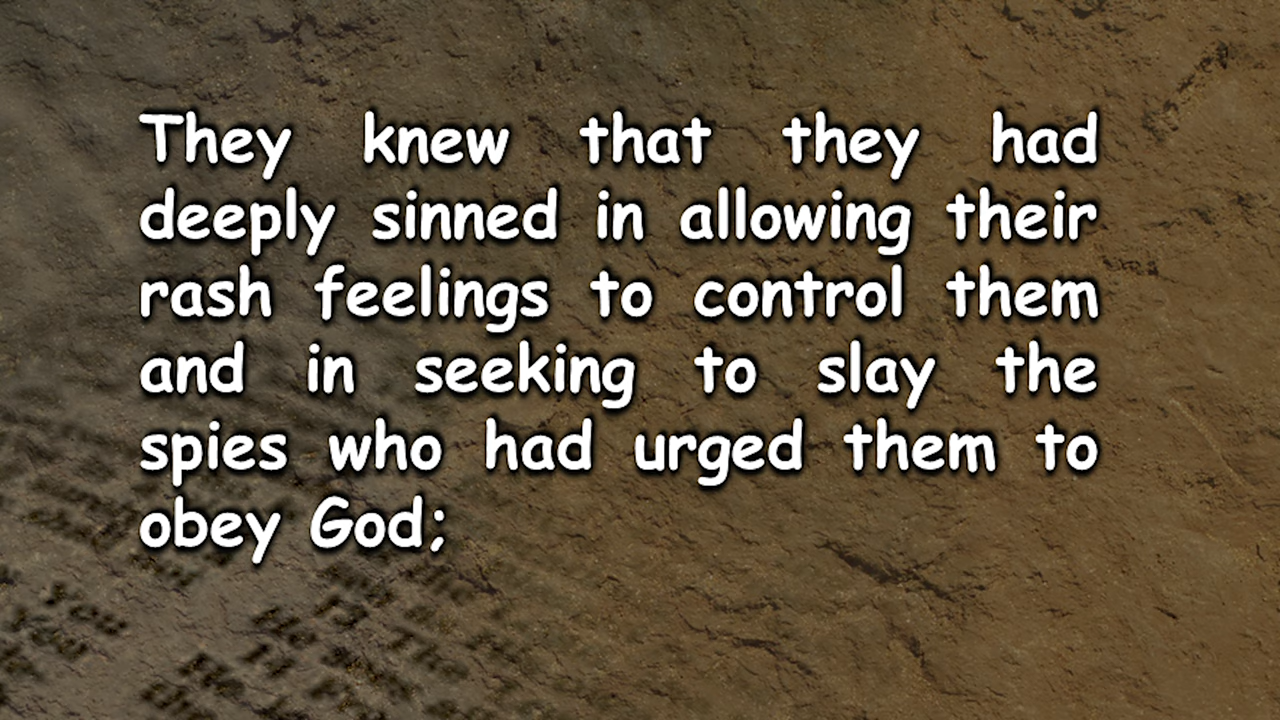 They knew that they had
deeply sinned in allowing their
rash feelings to control them
and in seeking to slay the
spies who had urged them to
obey God;